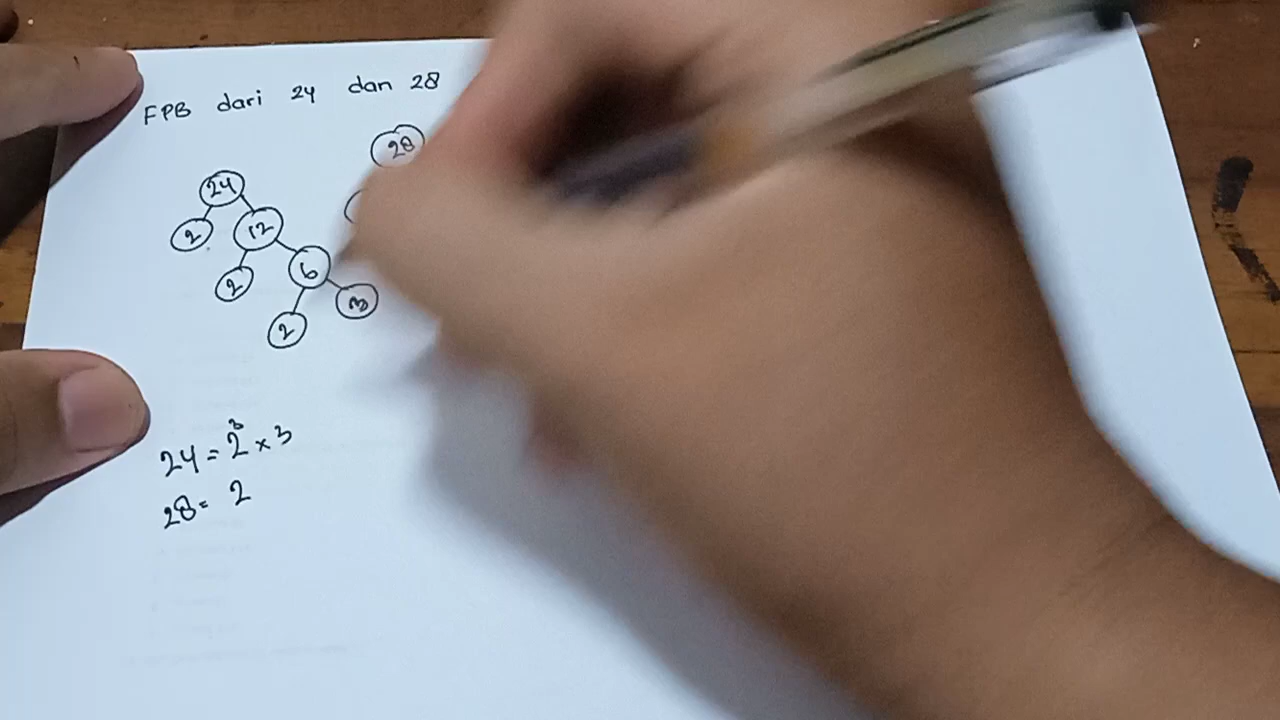 FPB dari 24 dan 28
28
24
2 12
2 6
2 3
24 = 2³ × 3
28 = 2